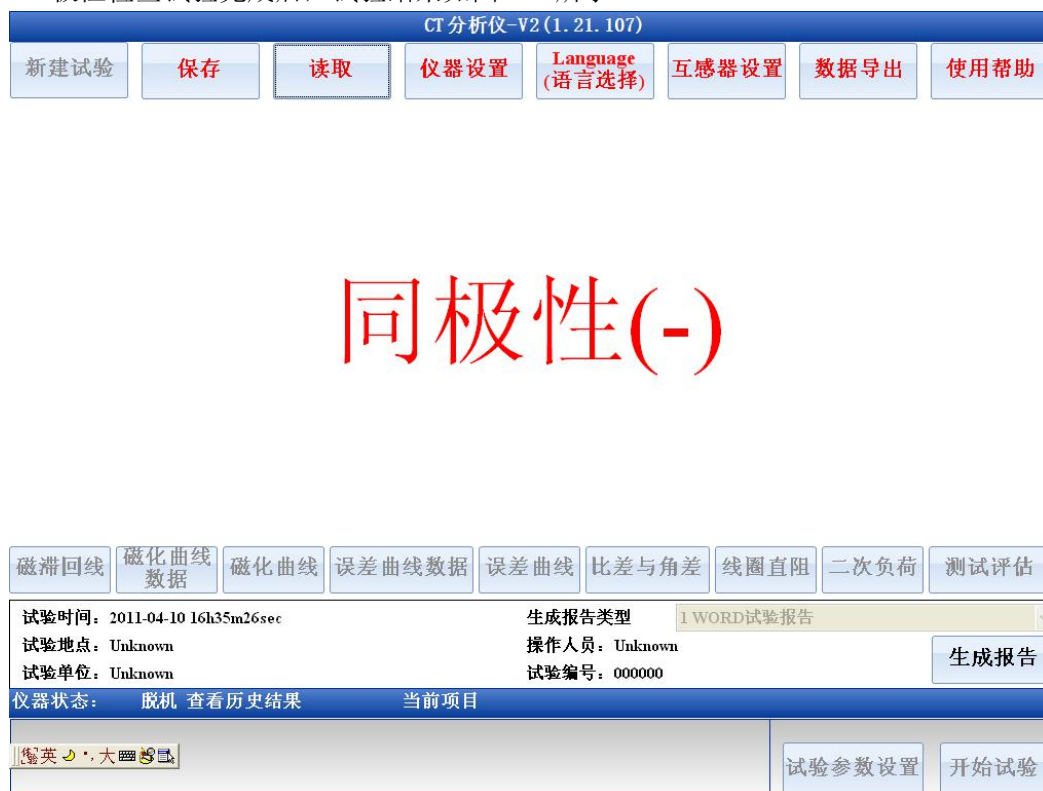 CT分析仪-V2(1.21.107)
新建试验 保存 读取 仪器设置 Language (语言选择) 互感器设置 数据导出 使用帮助
同极性(-)
磁滞回线 磁化曲线数据 磁化曲线 误差曲线数据 误差曲线 比差与角差 线圈直阻 二次负荷 测试评估
试验时间：2011-04-10 16h35m26sec 生成报告类型 1 WORD试验报告
试验地点：Unknown 操作人员：Unknown
试验单位：Unknown 试验编号：000000 生成报告
仪器状态： 脱机 查看历史结果 当前项目
英 大
试验参数设置 开始试验